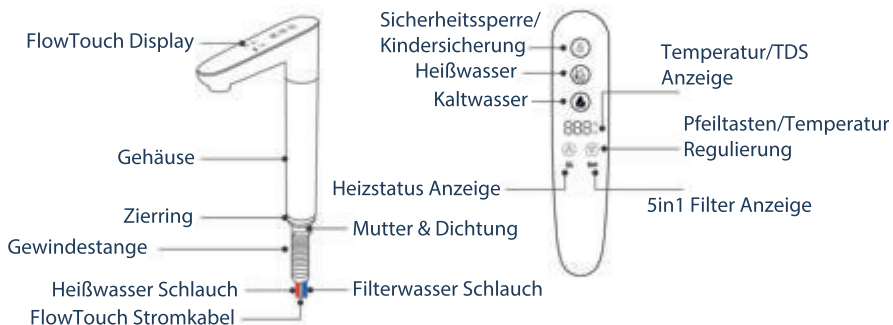 FlowTouch Display
Gehäuse
Zierring
Gewindestange
Heißwasser Schlauch
FlowTouch Stromkabel
Mutter & Dichtung
Filterwasser Schlauch
Sicherheitssperre/
Kindersicherung
Heißwasser
Kaltwasser
Heizstatus Anzeige
Temperatur/TDS
Anzeige
888
Pfeiltasten/Temperatur
Regulierung
5in1 Filter Anzeige